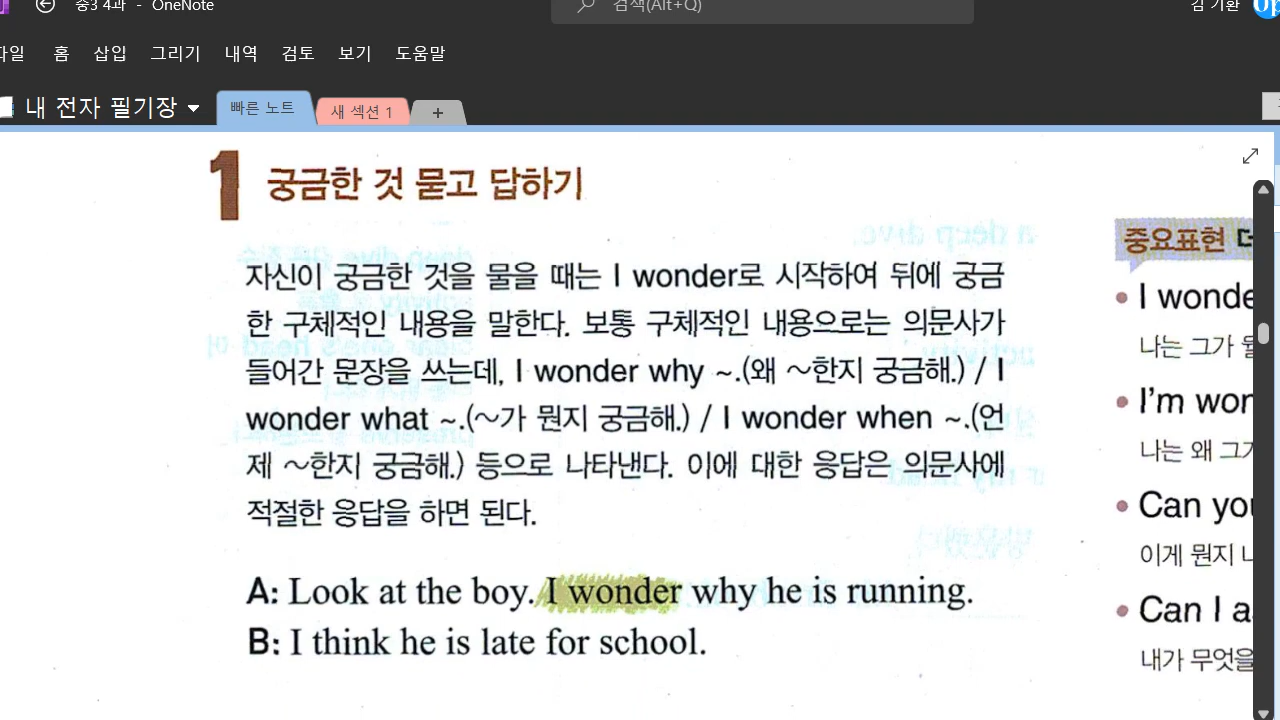 중3 4과 - OneNote
검색(Alt+Q)
김 기환
파일 홈 삽입 그리기 내역 검토 보기 도움말
내 전자 필기장 빠른 노트 새 섹션 1 +
1 궁금한 것 묻고 답하기
자신이 궁금한 것을 물을 때는 I wonder로 시작하여 뒤에 궁금
한 구체적인 내용을 말한다. 보통 구체적인 내용으로는 의문사가
들어간 문장을 쓰는데, I wonder why ~.(왜 ~한지 궁금해.) / I
wonder what ~.(~가 뭔지 궁금해.) / I wonder when ~.(언
제 ~한지 궁금해.) 등으로 나타낸다. 이에 대한 응답은 의문사에
적절한 응답을 하면 된다.
A: Look at the boy. I wonder why he is running.
B: I think he is late for school.
중요표현
• I wonde
나는 그가
• I'm wor
나는 왜 그가
• Can you
이게 뭔지 나
• Can I a
내가 무엇을